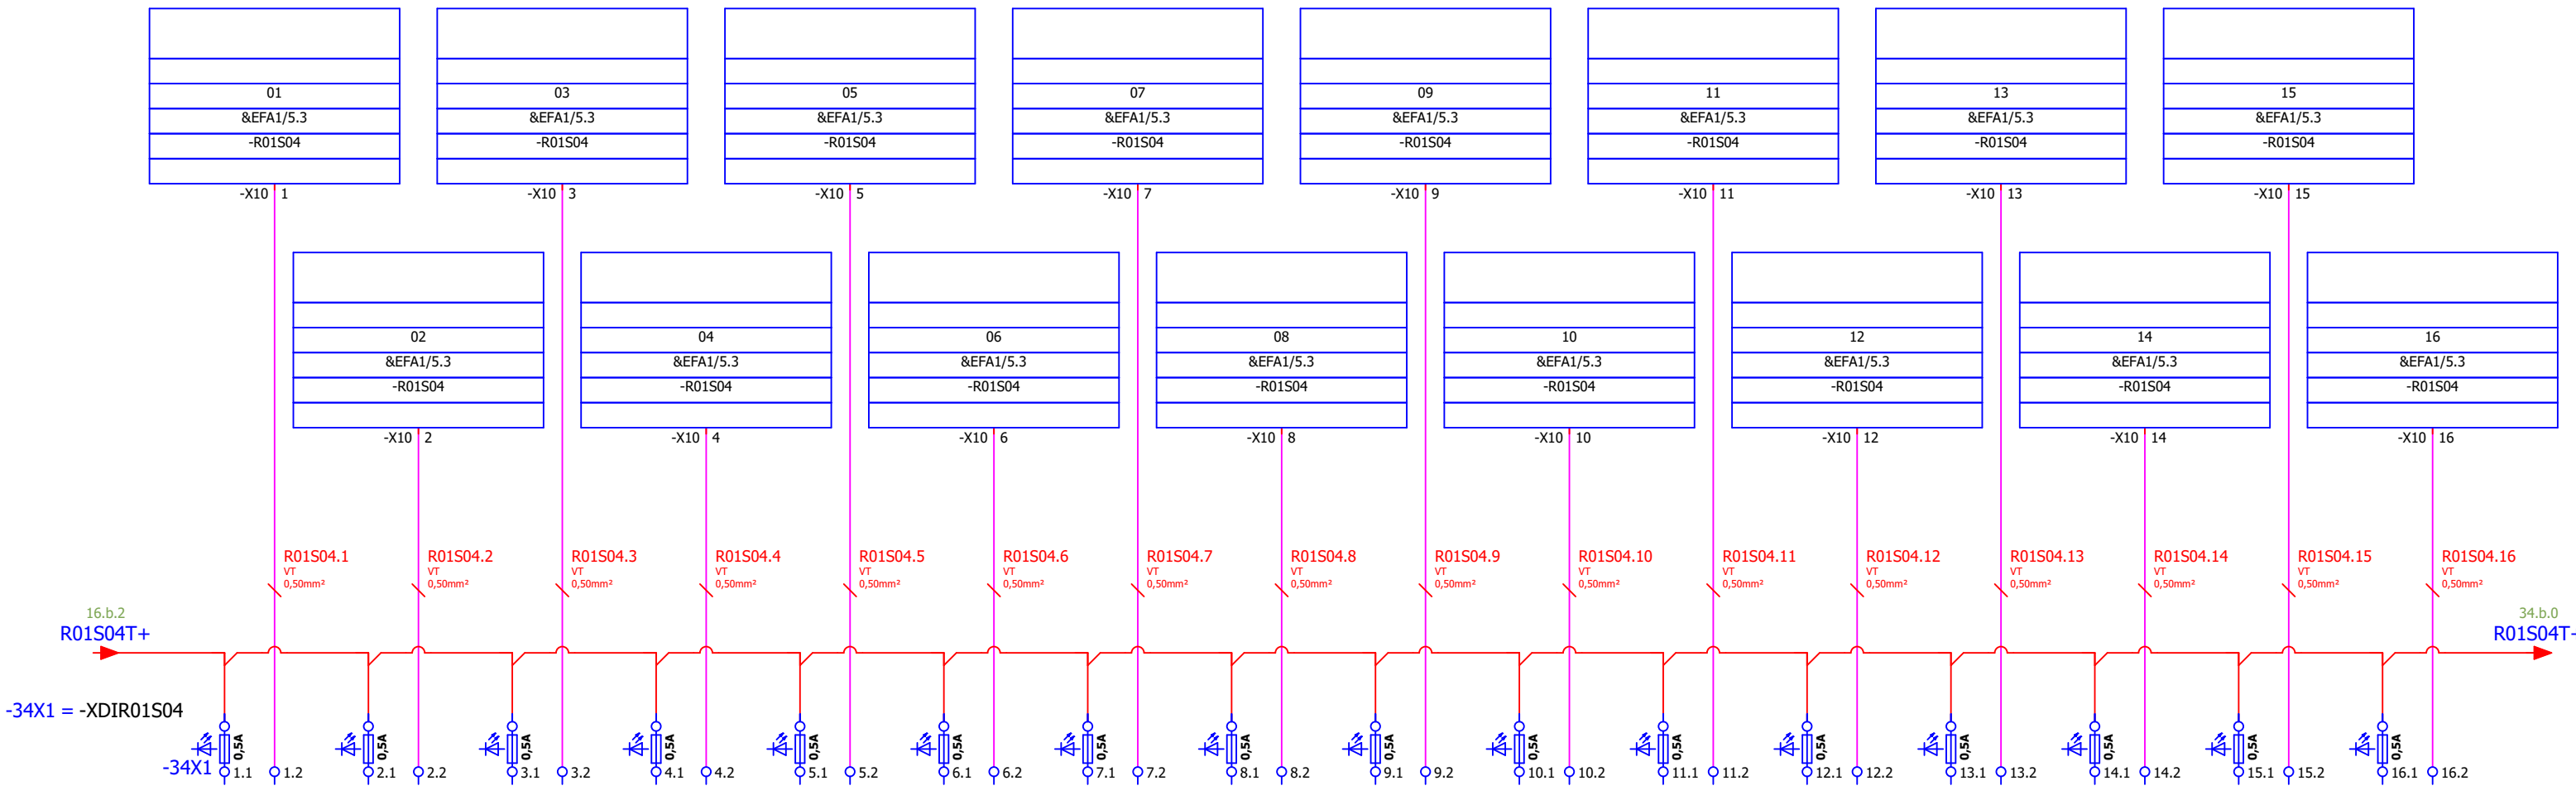 01
&EFA1/5.3
-R01S04
-X10 1
03
&EFA1/5.3
-R01S04
-X10 3
05
&EFA1/5.3
-R01S04
-X10 5
07
&EFA1/5.3
-R01S04
-X10 7
09
&EFA1/5.3
-R01S04
-X10 9
11
&EFA1/5.3
-R01S04
-X10 11
13
&EFA1/5.3
-R01S04
-X10 13
15
&EFA1/5.3
-R01S04
-X10 15
02
&EFA1/5.3
-R01S04
-X10 2
04
&EFA1/5.3
-R01S04
-X10 4
06
&EFA1/5.3
-R01S04
-X10 6
08
&EFA1/5.3
-R01S04
-X10 8
10
&EFA1/5.3
-R01S04
-X10 10
12
&EFA1/5.3
-R01S04
-X10 12
14
&EFA1/5.3
-R01S04
-X10 14
16
&EFA1/5.3
-R01S04
-X10 16
R01S04.1
VT
0,50mm²
R01S04.2
VT
0,50mm²
R01S04.3
VT
0,50mm²
R01S04.4
VT
0,50mm²
R01S04.5
VT
0,50mm²
R01S04.6
VT
0,50mm²
R01S04.7
VT
0,50mm²
R01S04.8
VT
0,50mm²
R01S04.9
VT
0,50mm²
R01S04.10
VT
0,50mm²
R01S04.11
VT
0,50mm²
R01S04.12
VT
0,50mm²
R01S04.13
VT
0,50mm²
R01S04.14
VT
0,50mm²
R01S04.15
VT
0,50mm²
R01S04.16
VT
0,50mm²
16.b.2
R01S04T+
34.b.0
-34X1 = -XDIR01S04
-34X1
0,5A
1.1 1.2
0,5A
2.1 2.2
0,5A
3.1 3.2
0,5A
4.1 4.2
0,5A
5.1 5.2
0,5A
6.1 6.2
0,5A
7.1 7.2
0,5A
8.1 8.2
0,5A
9.1 9.2
0,5A
10.1 10.2
0,5A
11.1 11.2
0,5A
12.1 12.2
0,5A
13.1 13.2
0,5A
14.1 14.2
0,5A
15.1 15.2
0,5A
16.1 16.2